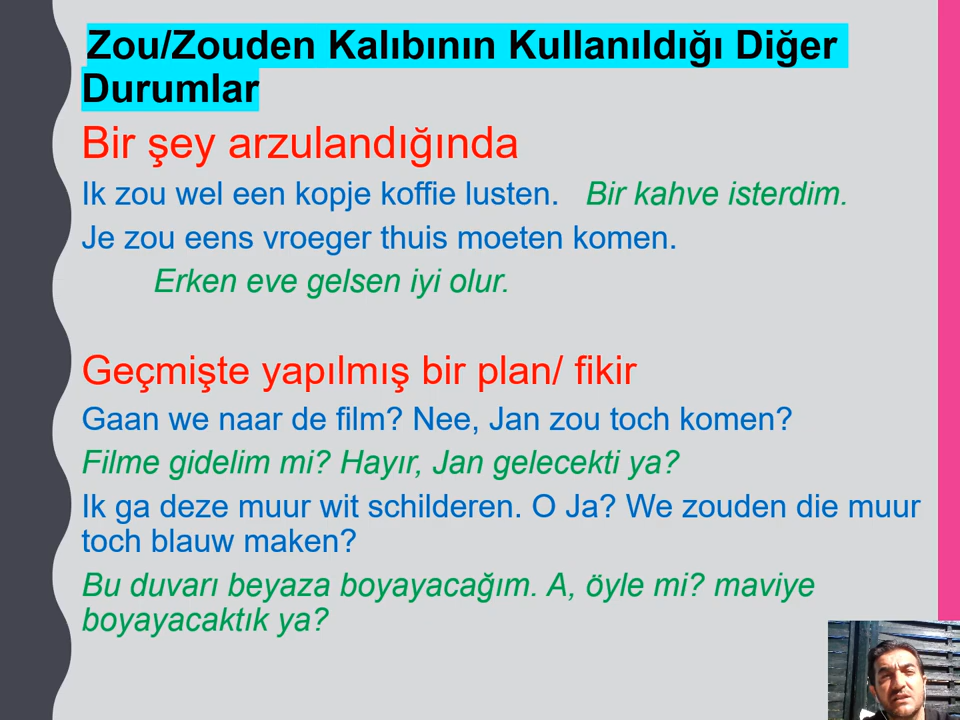 Zou/Zouden Kalıbının Kullanıldığı Diğer
Durumlar
Bir şey arzulandığında
Ik zou wel een kopje koffie lusten. Bir kahve isterdim.
Je zou eens vroeger thuis moeten komen.
Erken eve gelsen iyi olur.
Geçmişte yapılmış bir plan/ fikir
Gaan we naar de film? Nee, Jan zou toch komen?
Filme gidelim mi? Hayır, Jan gelecekti ya?
Ik ga deze muur wit schilderen. O Ja? We zouden die muur
toch blauw maken?
Bu duvarı beyaza boyayacağım. A, öyle mi? maviye
boyayacaktık ya?